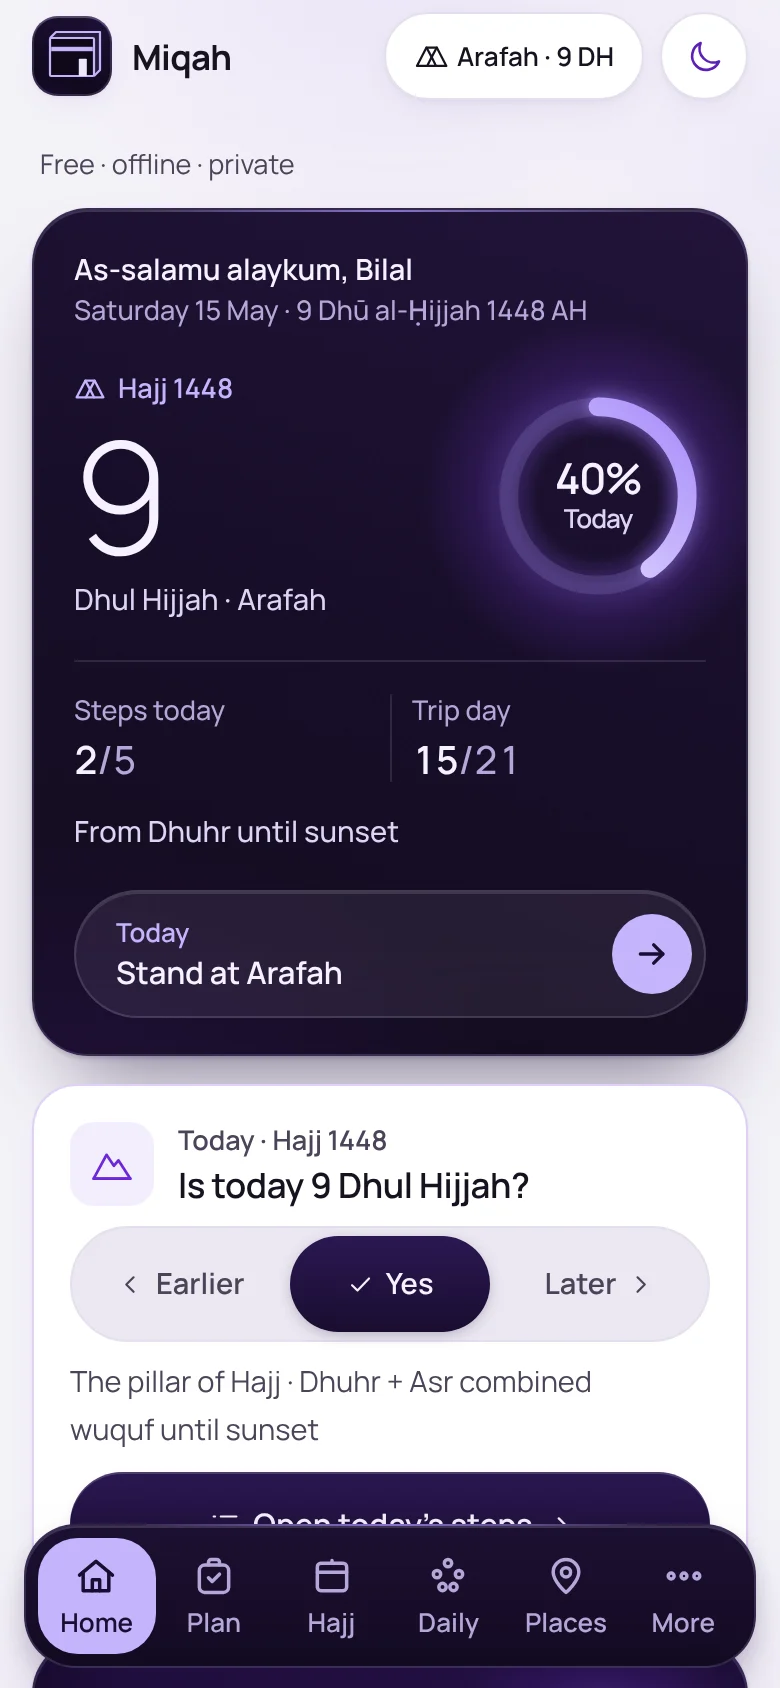 Miqah
Arafah · 9 DH
Free · offline · private
As-salamu alaykum, Bilal
Saturday 15 May · 9 Dhū al-Ḥijjah 1448 AH
Hajj 1448
9
40%
Today
Dhul Hijjah · Arafah
Steps today
2/5
Trip day
15/21
From Dhuhr until sunset
Today
Stand at Arafah
Today · Hajj 1448
Is today 9 Dhul Hijjah?
Earlier
Yes
Later
The pillar of Hajj · Dhuhr + Asr combined
wuquf until sunset
Open today's steps
Home
Plan
Hajj
Daily
Places
More